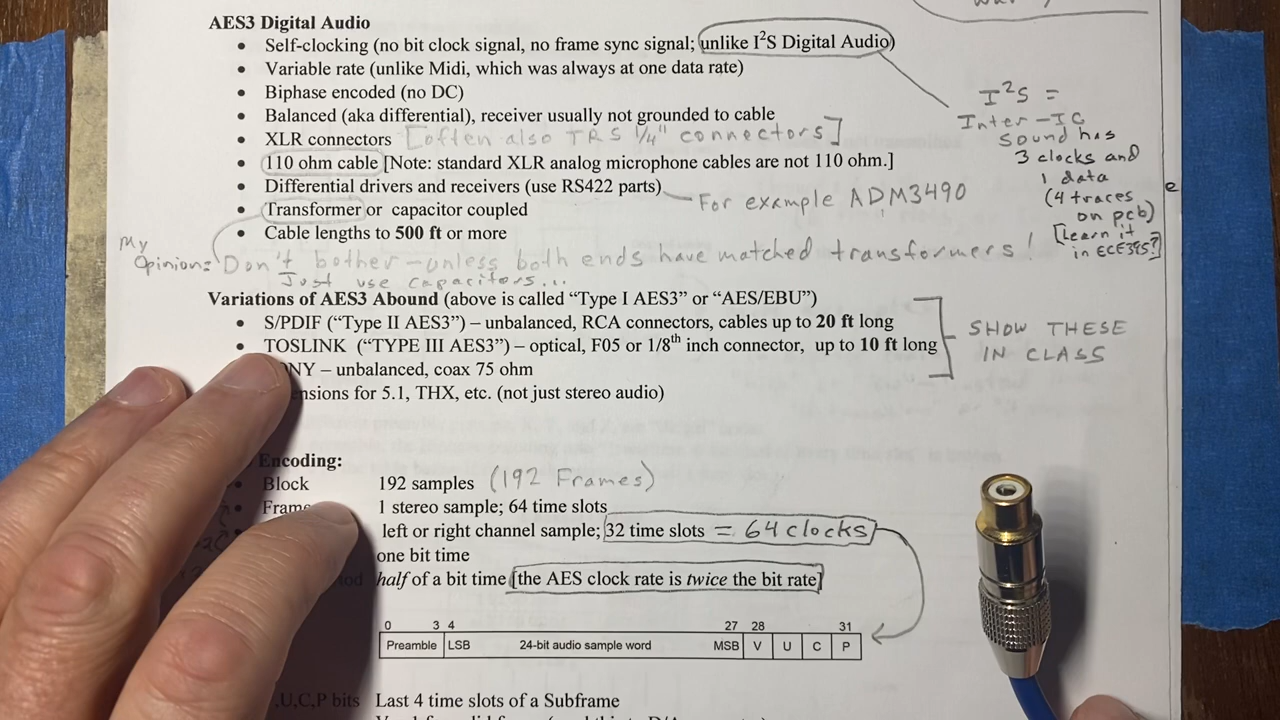 AES3 Digital Audio
• Self-clocking (no bit clock signal, no frame sync signal; unlike I²S Digital Audio)
• Variable rate (unlike Midi, which was always at one data rate)
• Biphase encoded (no DC)
• Balanced (aka differential), receiver usually not grounded to cable
• XLR connectors [often also TRS 1/4" connectors]
• 110 ohm cable [Note: standard XLR analog microphone cables are not 110 ohm.]
• Differential drivers and receivers (use RS422 parts) For example ADM3490
• Transformer or capacitor coupled
• Cable lengths to 500 ft or more
I²S =
Inter-IC
Sound has
3 clocks and
1 data
(4 traces
on pcb)
[Learn it
in ECE395?]
e
My
Opinion: Don't bother - unless both ends have matched transformers!
Just use capacitors...
Variations of AES3 Abound (above is called "Type I AES3" or "AES/EBU")
• S/PDIF ("Type II AES3") – unbalanced, RCA connectors, cables up to 20 ft long
• TOSLINK ("TYPE III AES3") – optical, F05 or 1/8th inch connector, up to 10 ft long
NY – unbalanced, coax 75 ohm
ensions for 5.1, THX, etc. (not just stereo audio)
SHOW THESE
IN CLASS
Encoding:
• Block 192 samples (192 Frames)
Frame 1 stereo sample; 64 time slots
left or right channel sample; 32 time slots = 64 clocks
one bit time
half of a bit time [the AES clock rate is twice the bit rate]
0 3 4 27 28 31
Preamble LSB 24-bit audio sample word MSB V U C P
,U,C,P bits Last 4 time slots of a Subframe